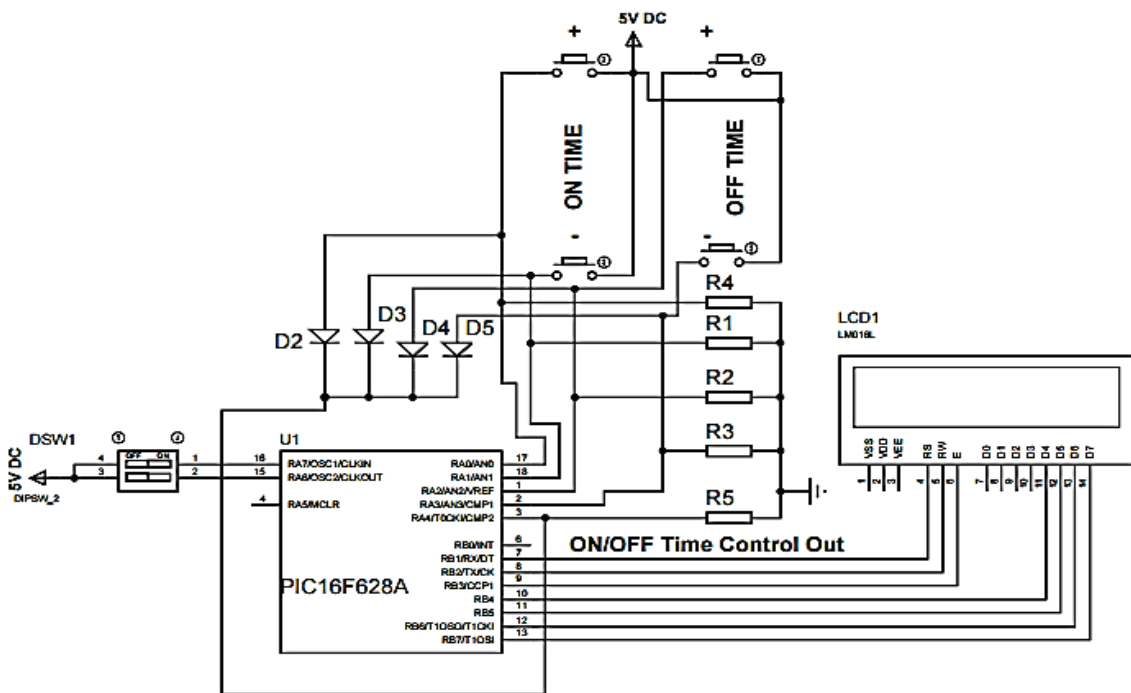 5V DC
+
+
ON TIME
OFF TIME
-
-
R4
R1
R2
R3
R5
D2
D3
D4
D5
DSW1
OFF ON
4
3
1
2
5V DC
DIPSW_2
U1
16
15
4
RA7/OSC1/CLKIN
RA6/OSC2/CLKOUT
RA5/MCLR
RA0/AN0
RA1/AN1
RA2/AN2/VREF
RA3/AN3/CMP1
RA4/T0CKI/CMP2
RB0/INT
RB1/RX/DT
RB2/TX/CK
RB3/CCP1
RB4
RB5
RB6/T1OSO/T1CKI
RB7/T1OSI
17
18
1
2
3
6
7
8
9
10
11
12
13
PIC16F628A
ON/OFF Time Control Out
LCD1
LM016L
VSS
VDD
VEE
RS
RW
E
D0
D1
D2
D3
D4
D5
D6
D7
1
2
3
4
5
6
7
8
9
10
11
12
13
14